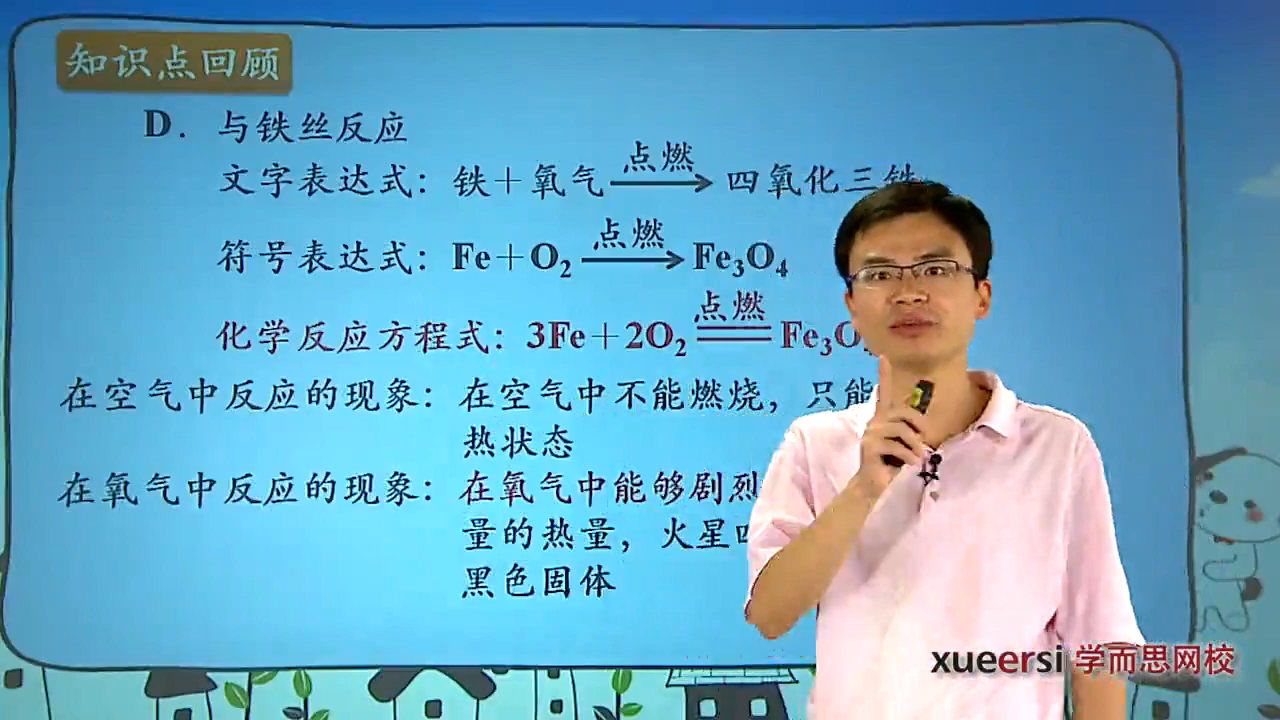 知识点回顾
D. 与铁丝反应
文字表达式：铁＋氧气 点燃 四氧化三铁
符号表达式：Fe＋O₂ 点燃 Fe₃O₄
化学反应方程式：3Fe＋2O₂ 点燃 Fe₃O
在空气中反应的现象：在空气中不能燃烧，只能
热状态
在氧气中反应的现象：在氧气中能够剧烈
量的热量，火星
黑色固体
xueersi 学而思网校